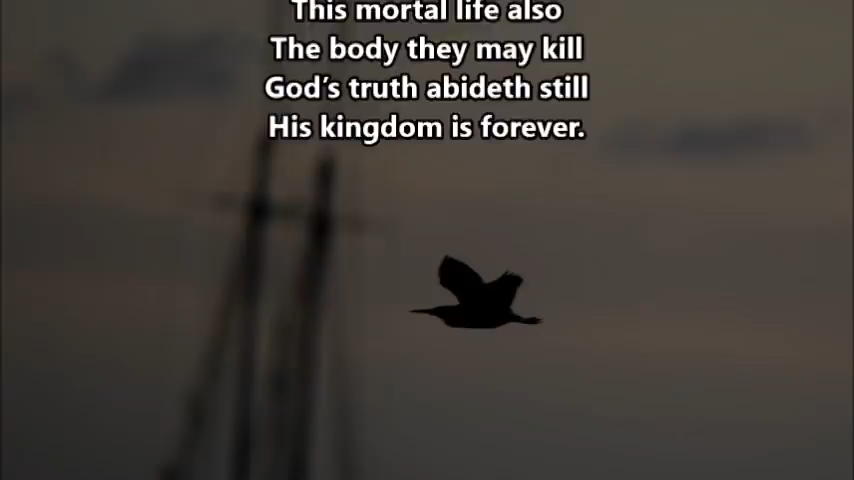 This mortal life also
The body they may kill
God's truth abideth still
His kingdom is forever.